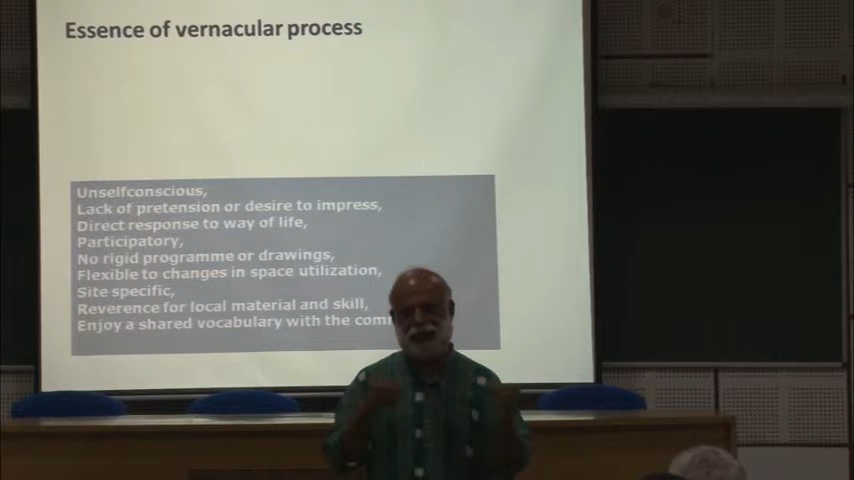 Essence of vernacular process
Unselfconscious,
Lack of pretension or desire to impress,
Direct response to way of life,
Participatory,
No rigid programme or drawings,
Flexible to changes in space utilization,
Site specific,
Reverence for local material and skill,
Enjoy a shared vocabulary with the